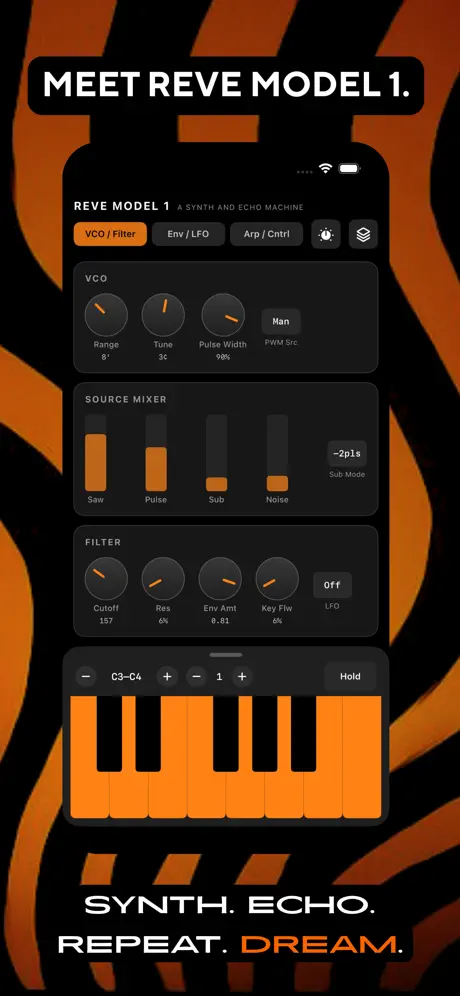 MEET REVE MODEL 1.
REVE MODEL 1 A SYNTH AND ECHO MACHINE
VCO / Filter Env / LFO Arp / Cntrl
VCO
Man
Range Tune Pulse Width PWM Src
8' 3¢ 90%
SOURCE MIXER
−2pls
Sub Mode
Saw Pulse Sub Noise
FILTER
Off
Cutoff Res Env Amt Key Flw LFO
157 6% 0.81 6%
− C3–C4 + − 1 + Hold
SYNTH. ECHO.
REPEAT. DREAM.